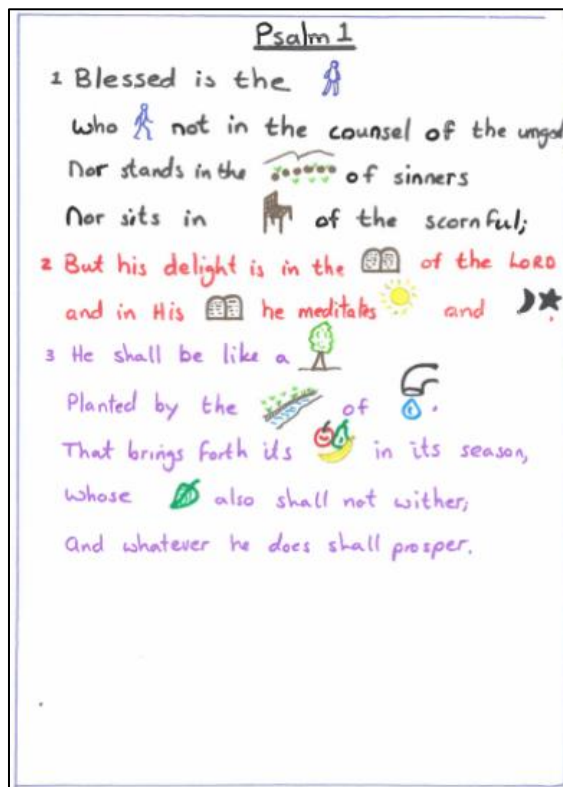 Psalm 1
1 Blessed is the
who not in the counsel of the ungod
Nor stands in the of sinners
Nor sits in of the scornful;
2 But his delight is in the of the LORD
and in His he meditates and .
3 He shall be like a
Planted by the of .
That brings forth its in its season,
whose also shall not wither;
And whatever he does shall prosper.